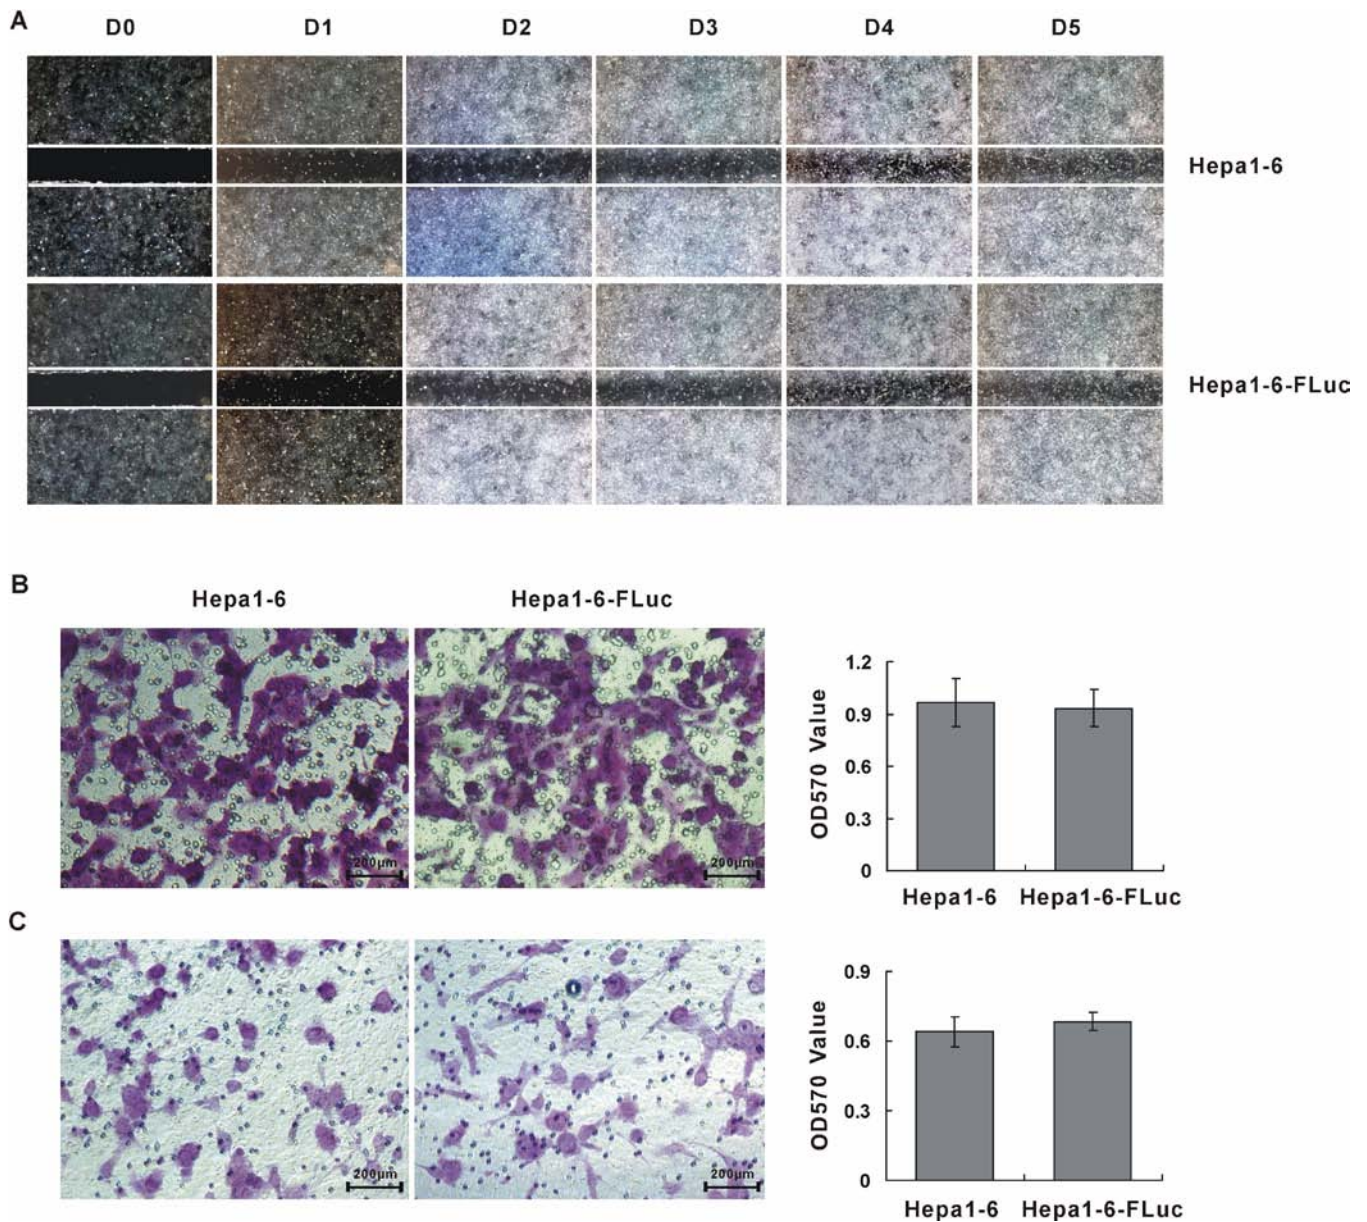 A
D0 D1 D2 D3 D4 D5
Hepa1-6
Hepa1-6-FLuc
B
Hepa1-6 Hepa1-6-FLuc
200μm 200μm
OD570 Value
1.2
0.9
0.6
0.3
0
Hepa1-6 Hepa1-6-FLuc
C
200μm 200μm
OD570 Value
0.9
0.6
0.3
0
Hepa1-6 Hepa1-6-FLuc